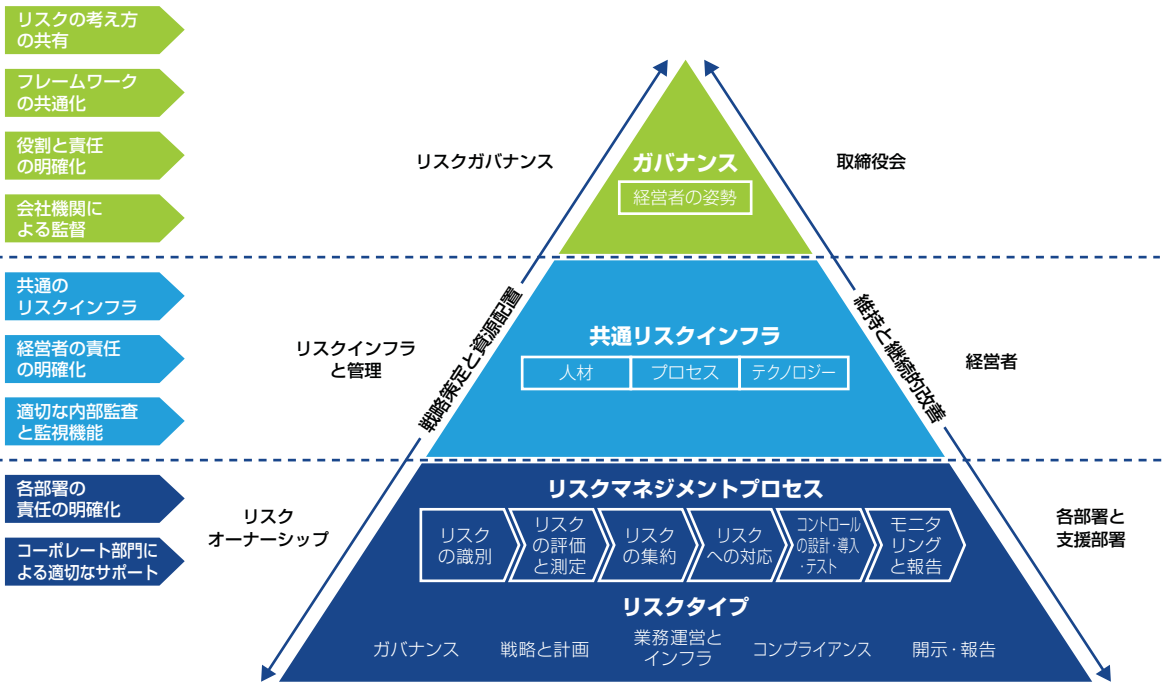 リスクの考え方
の共有
フレームワーク
の共通化
役割と責任
の明確化
会社機関に
よる監督
リスクガバナンス
ガバナンス
経営者の姿勢
取締役会
共通の
リスクインフラ
経営者の責任
の明確化
適切な内部監査
と監視機能
リスクインフラ
と管理
戦略策定と資源配置
共通リスクインフラ
人材
プロセス
テクノロジー
維持と継続的改善
経営者
各部署の
責任の明確化
コーポレート部門に
よる適切なサポート
リスク
オーナーシップ
リスクマネジメントプロセス
リスク
の識別
リスク
の評価
と測定
リスク
の集約
リスク
への対応
コントロール
の設計・導入
・テスト
モニタ
リング
と報告
リスクタイプ
ガバナンス
戦略と計画
業務運営と
インフラ
コンプライアンス
開示・報告
各部署と
支援部署